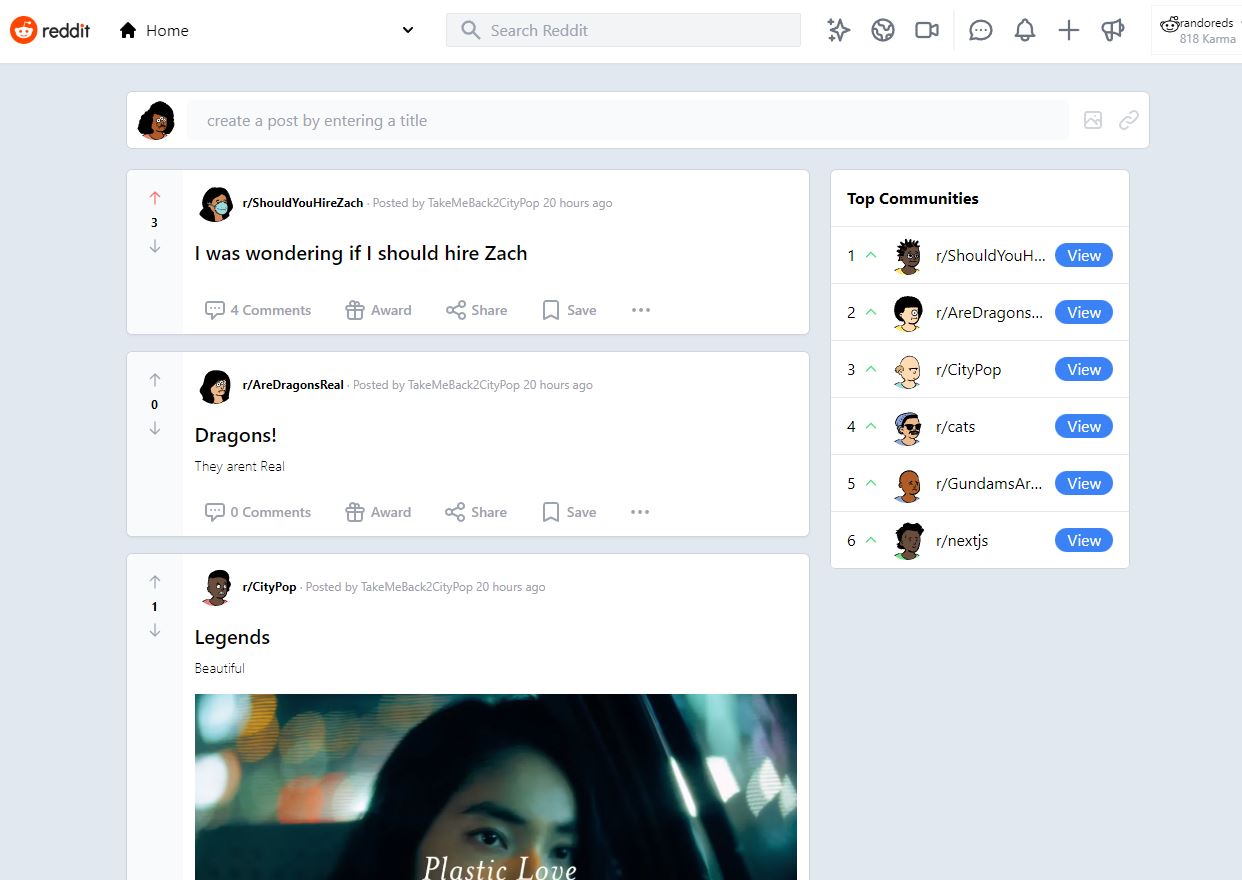 reddit
Home
Search Reddit
randoreds
818 Karma
create a post by entering a title
3
r/ShouldYouHireZach · Posted by TakeMeBack2CityPop 20 hours ago
I was wondering if I should hire Zach
4 Comments
Award
Share
Save
0
r/AreDragonsReal · Posted by TakeMeBack2CityPop 20 hours ago
Dragons!
They arent Real
0 Comments
Award
Share
Save
1
r/CityPop · Posted by TakeMeBack2CityPop 20 hours ago
Legends
Beautiful
Plastic Love
Top Communities
1 r/ShouldYouH... View
2 r/AreDragons... View
3 r/CityPop View
4 r/cats View
5 r/GundamsAr... View
6 r/nextjs View